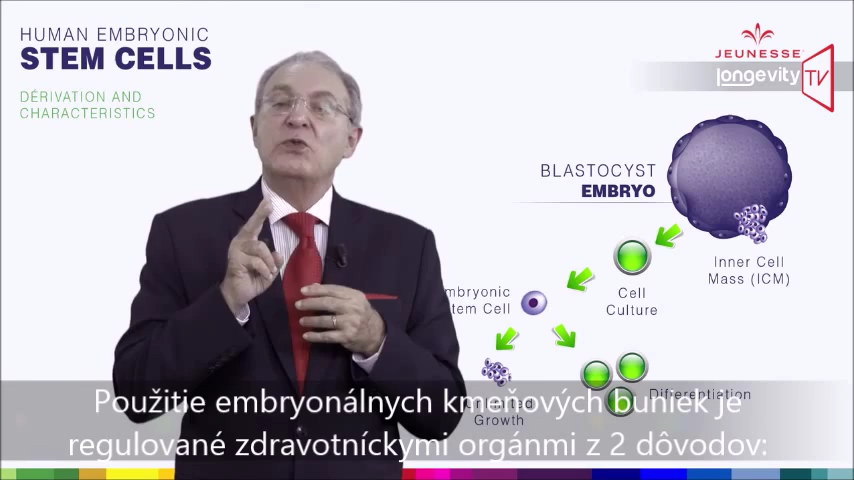 HUMAN EMBRYONIC
STEM CELLS
DERIVATION AND
CHARACTERISTICS
JEUNESSE
longevity TV
BLASTOCYST
EMBRYO
Inner Cell
Mass (ICM)
Cell
Culture
mbryonic
tem Cell
Differentiation
Growth
Použitie embryonálnych kmeňových buniek je
regulované zdravotníckymi orgánmi z 2 dôvodov: